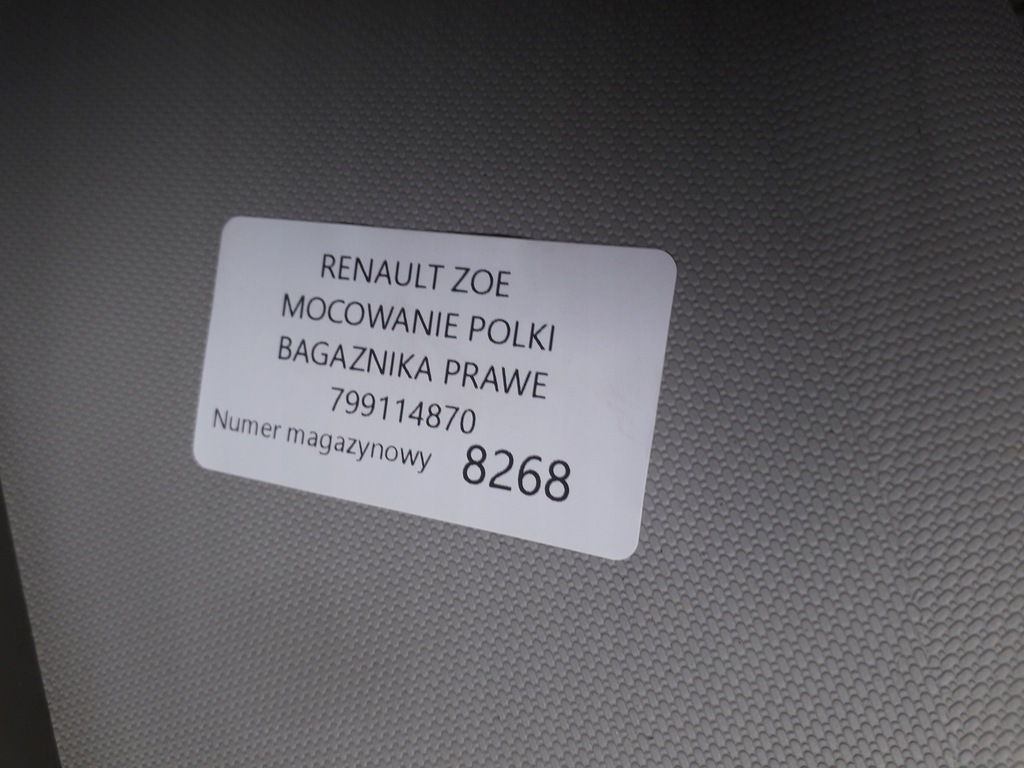 RENAULT ZOE
MOCOWANIE POLKI
BAGAZNIKA PRAWE
799114870
Numer magazynowy 8268